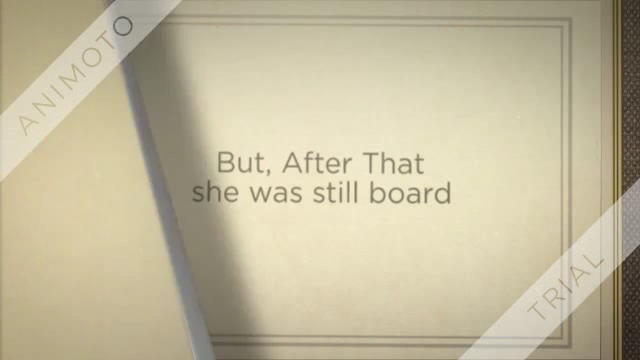 ANIMOTO
But, After That
she was still board
TRIAL